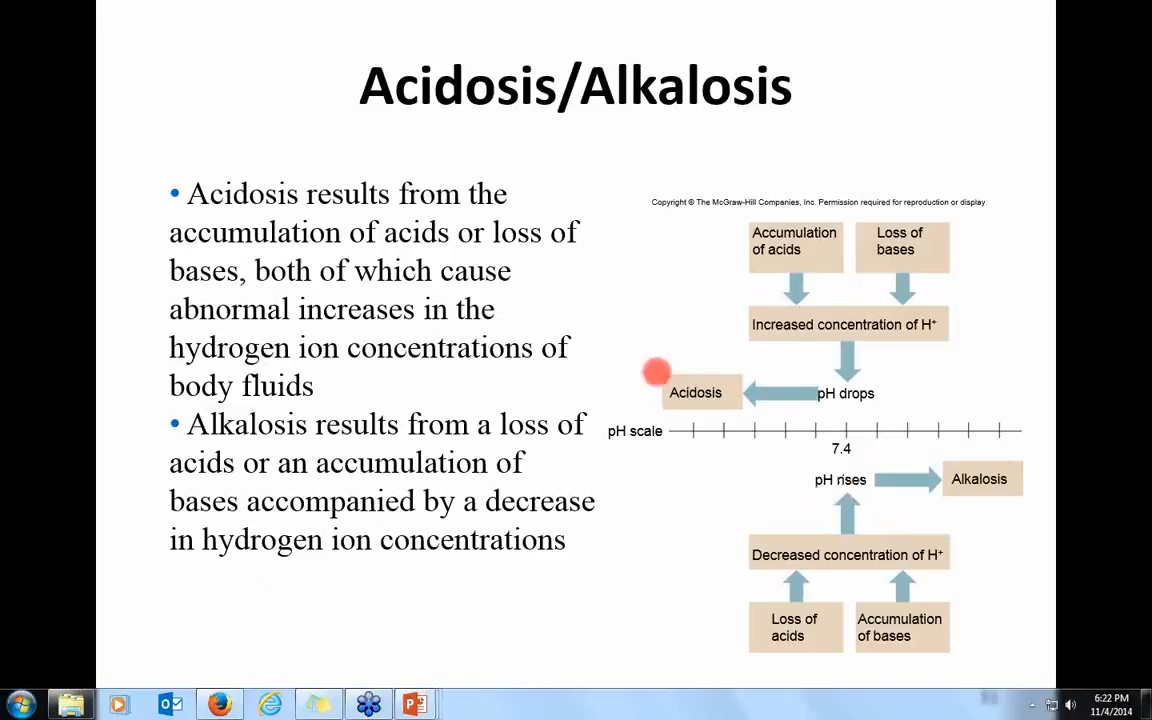 Acidosis/Alkalosis
• Acidosis results from the
accumulation of acids or loss of
bases, both of which cause
abnormal increases in the
hydrogen ion concentrations of
body fluids
• Alkalosis results from a loss of
acids or an accumulation of
bases accompanied by a decrease
in hydrogen ion concentrations
Copyright © The McGraw-Hill Companies, Inc. Permission required for reproduction or display.
Accumulation
of acids
Loss of
bases
Increased concentration of H⁺
Acidosis
pH drops
pH scale
7.4
pH rises
Alkalosis
Decreased concentration of H⁺
Loss of
acids
Accumulation
of bases
6:22 PM
11/4/2014